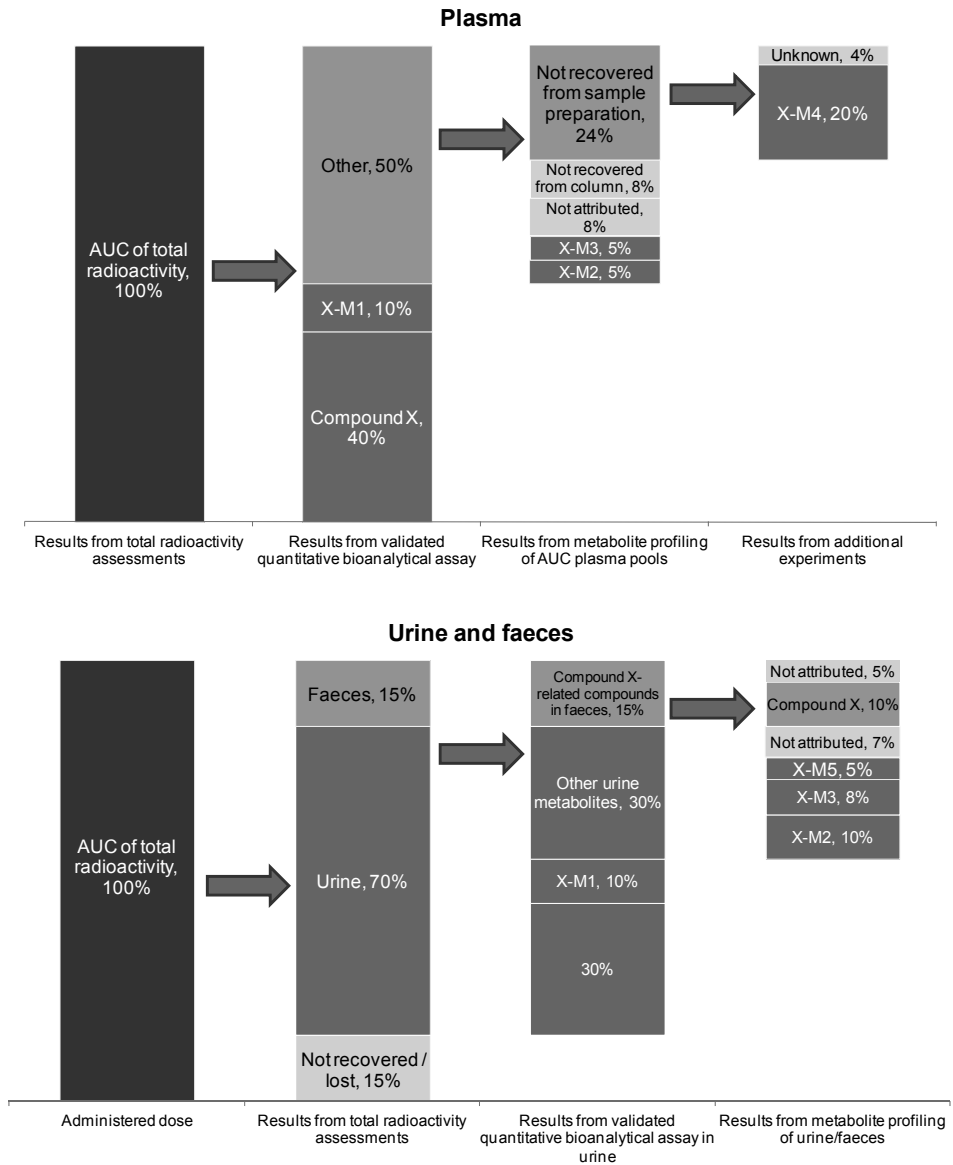 Plasma
AUC of total
radioactivity,
100%
Other, 50%
X-M1, 10%
Compound X,
40%
Not recovered
from sample
preparation,
24%
Not recovered
from column, 8%
Not attributed,
8%
X-M3, 5%
X-M2, 5%
Unknown, 4%
X-M4, 20%
Results from total radioactivity
assessments
Results from validated
quantitative bioanalytical assay
Results from metabolite profiling
of AUC plasma pools
Results from additional
experiments
Urine and faeces
AUC of total
radioactivity,
100%
Faeces, 15%
Urine, 70%
Not recovered /
lost, 15%
Compound X-
related compounds
in faeces, 15%
Other urine
metabolites, 30%
X-M1, 10%
30%
Not attributed, 5%
Compound X, 10%
Not attributed, 7%
X-M5, 5%
X-M3, 8%
X-M2, 10%
Administered dose
Results from total radioactivity
assessments
Results from validated
quantitative bioanalytical assay in
urine
Results from metabolite profiling
of urine/faeces